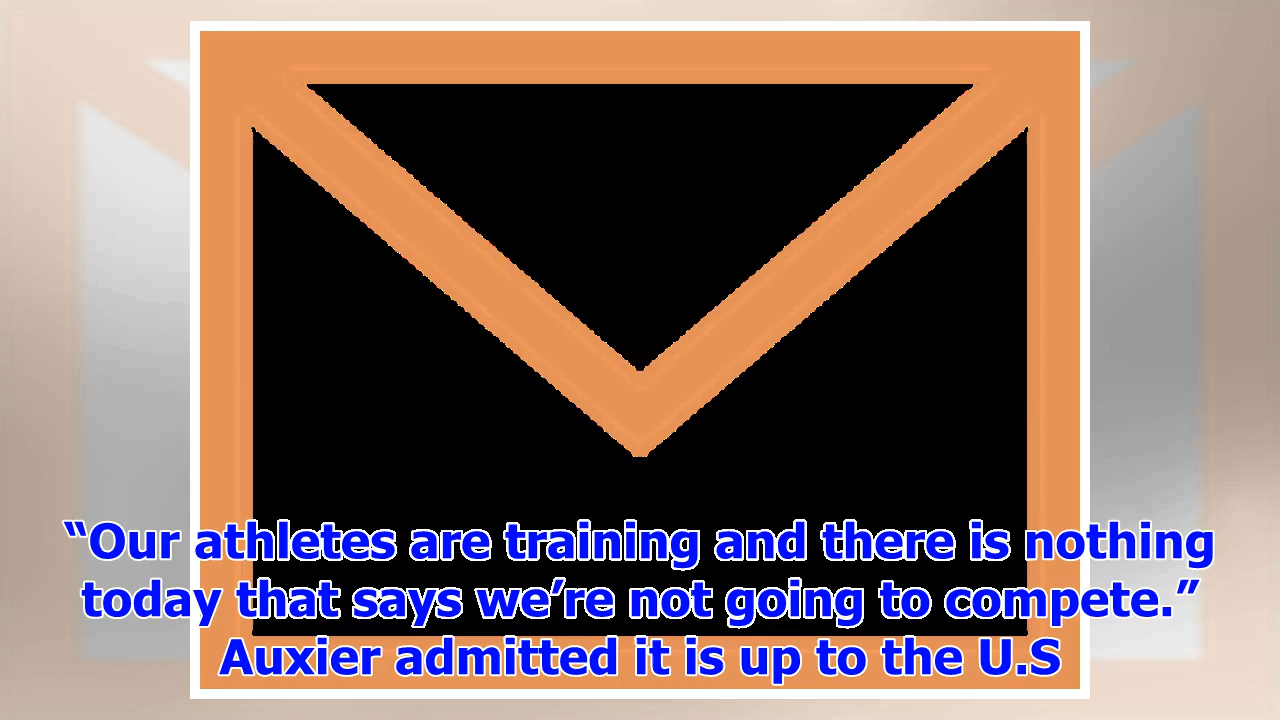 “Our athletes are training and there is nothing
today that says we’re not going to compete.”
Auxier admitted it is up to the U.S